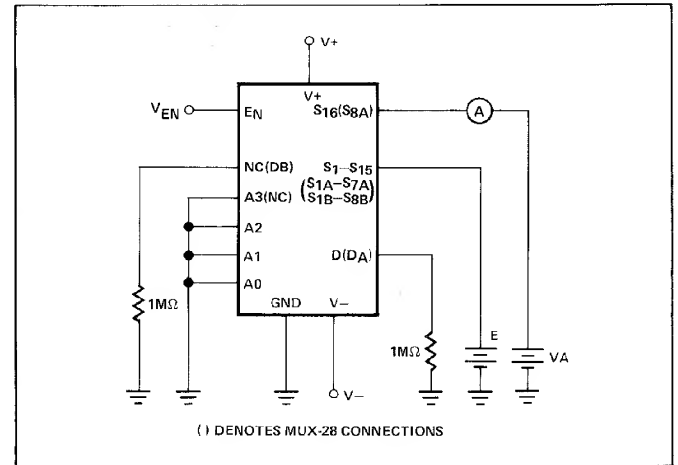 V+
V+
VEN
EN
S16(S8A)
A
NC(DB)
S1–S15
A3(NC)
(S1A–S7A
S1B–S8B)
A2
A1
D(DA)
A0
1MΩ
GND
V–
1MΩ
E
VA
V–
( ) DENOTES MUX-28 CONNECTIONS